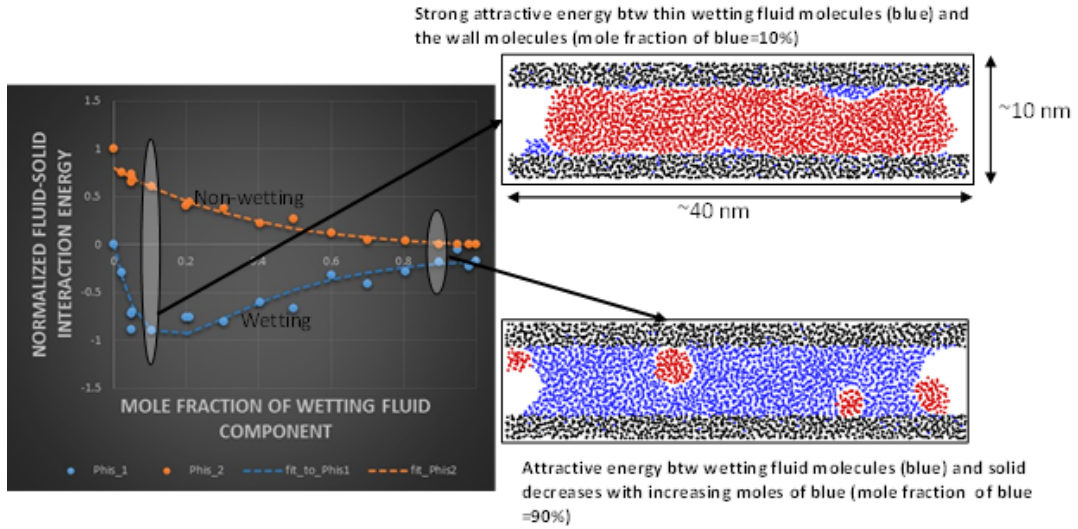 Strong attractive energy btw thin wetting fluid molecules (blue) and
the wall molecules (mole fraction of blue=10%)
~10 nm
~40 nm
NORMALIZED FLUID-SOLID
INTERACTION ENERGY
1.5
1
0.5
0
-0.5
-1
-1.5
0
0.2
0.4
0.6
0.8
Non-wetting
Wetting
MOLE FRACTION OF WETTING FLUID
COMPONENT
Phis_1
Phis_2
fit_to_Phis1
fit_Phis2
Attractive energy btw wetting fluid molecules (blue) and solid
decreases with increasing moles of blue (mole fraction of blue
=90%)